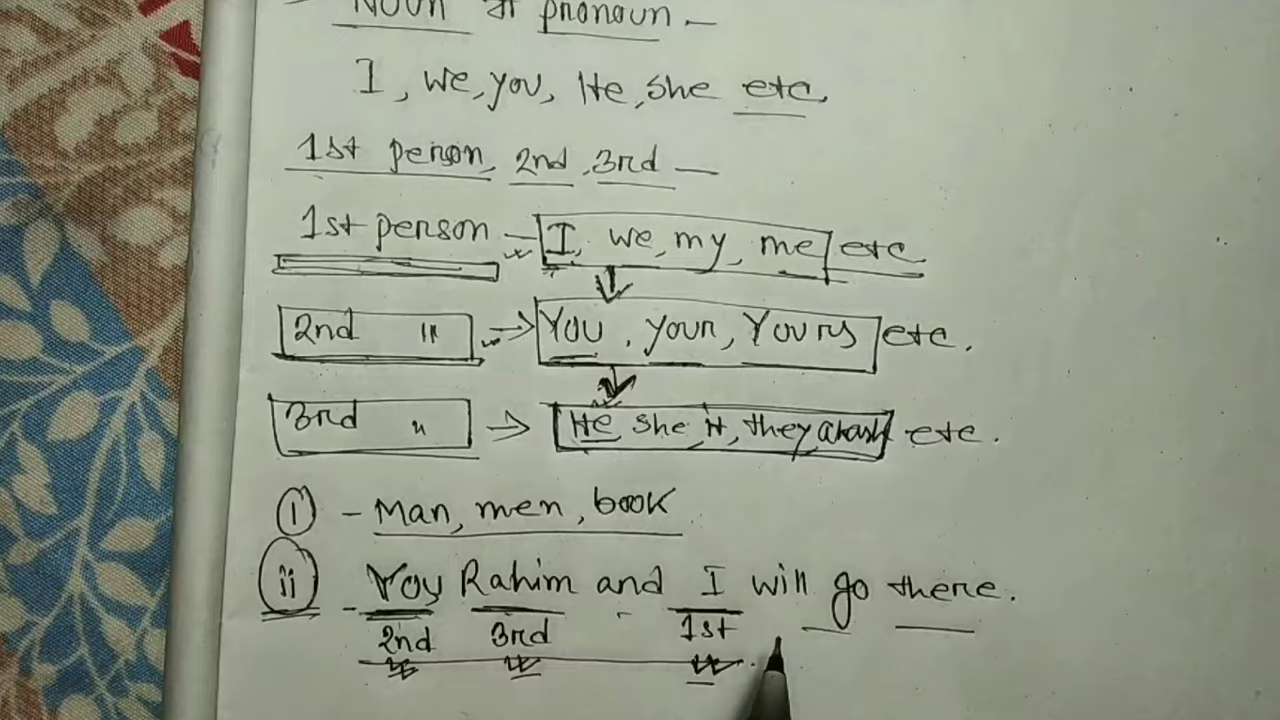 Noun বা pronoun —
I, we, you, He, she etc,
1st person, 2nd, 3rd —
1st person - I, we, my, me etc
2nd " → You, your, Yours etc.
3rd " → He she it, they, akash etc.
i - Man, men, book
ii - You Rahim and I will go there.
2nd 3rd 1st